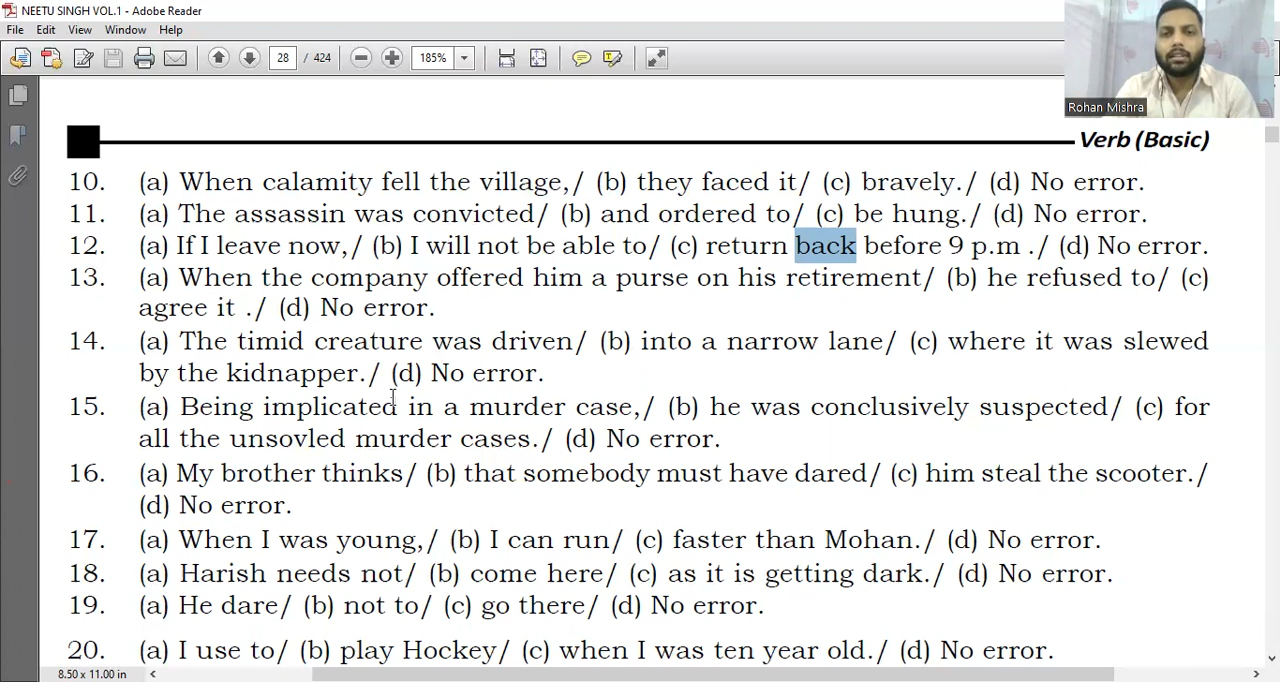 NEETU SINGH VOL.1 - Adobe Reader
File Edit View Window Help
28 / 424 185%
Rohan Mishra
Verb (Basic)
10. (a) When calamity fell the village,/ (b) they faced it/ (c) bravely./ (d) No error.
11. (a) The assassin was convicted/ (b) and ordered to/ (c) be hung./ (d) No error.
12. (a) If I leave now,/ (b) I will not be able to/ (c) return back before 9 p.m ./ (d) No error.
13. (a) When the company offered him a purse on his retirement/ (b) he refused to/ (c)
agree it ./ (d) No error.
14. (a) The timid creature was driven/ (b) into a narrow lane/ (c) where it was slewed
by the kidnapper./ (d) No error.
15. (a) Being implicated in a murder case,/ (b) he was conclusively suspected/ (c) for
all the unsovled murder cases./ (d) No error.
16. (a) My brother thinks/ (b) that somebody must have dared/ (c) him steal the scooter./
(d) No error.
17. (a) When I was young,/ (b) I can run/ (c) faster than Mohan./ (d) No error.
18. (a) Harish needs not/ (b) come here/ (c) as it is getting dark./ (d) No error.
19. (a) He dare/ (b) not to/ (c) go there/ (d) No error.
20. (a) I use to/ (b) play Hockey/ (c) when I was ten year old./ (d) No error.
8.50 x 11.00 in